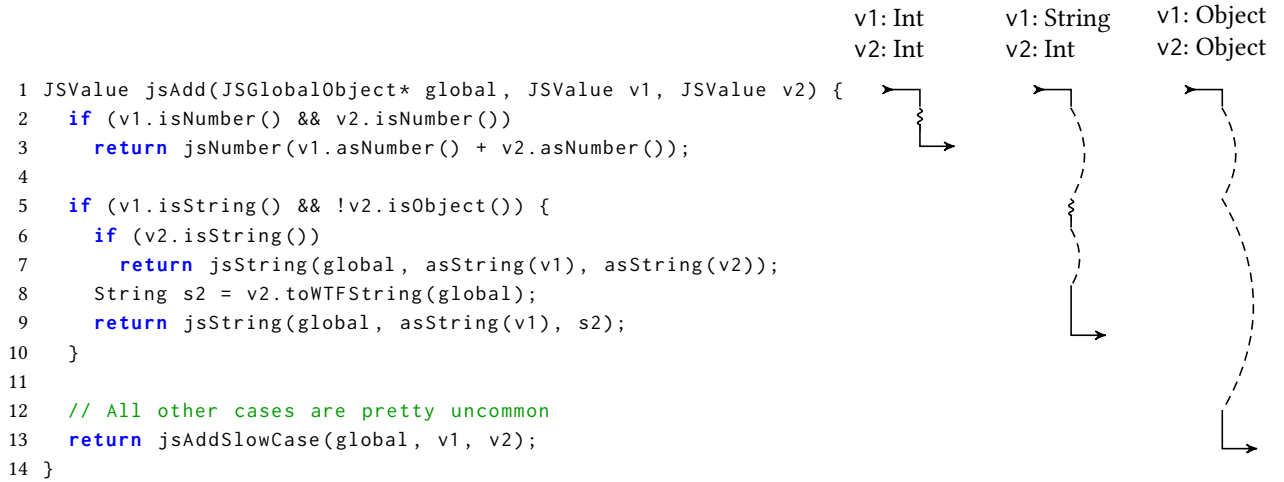 v1: Int v1: String v1: Object
v2: Int v2: Int v2: Object
1 JSValue jsAdd(JSGlobalObject* global, JSValue v1, JSValue v2) {
2   if (v1.isNumber() && v2.isNumber())
3     return jsNumber(v1.asNumber() + v2.asNumber());
4
5   if (v1.isString() && !v2.isObject()) {
6     if (v2.isString())
7       return jsString(global, asString(v1), asString(v2));
8     String s2 = v2.toWTFString(global);
9     return jsString(global, asString(v1), s2);
10   }
11
12   // All other cases are pretty uncommon
13   return jsAddSlowCase(global, v1, v2);
14 }